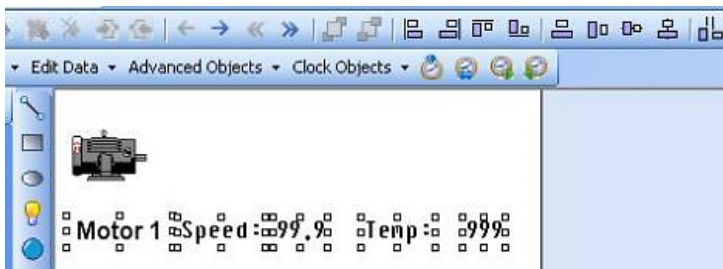 Edit Data Advanced Objects Clock Objects
Motor 1 Speed: 99.9 Temp: 999